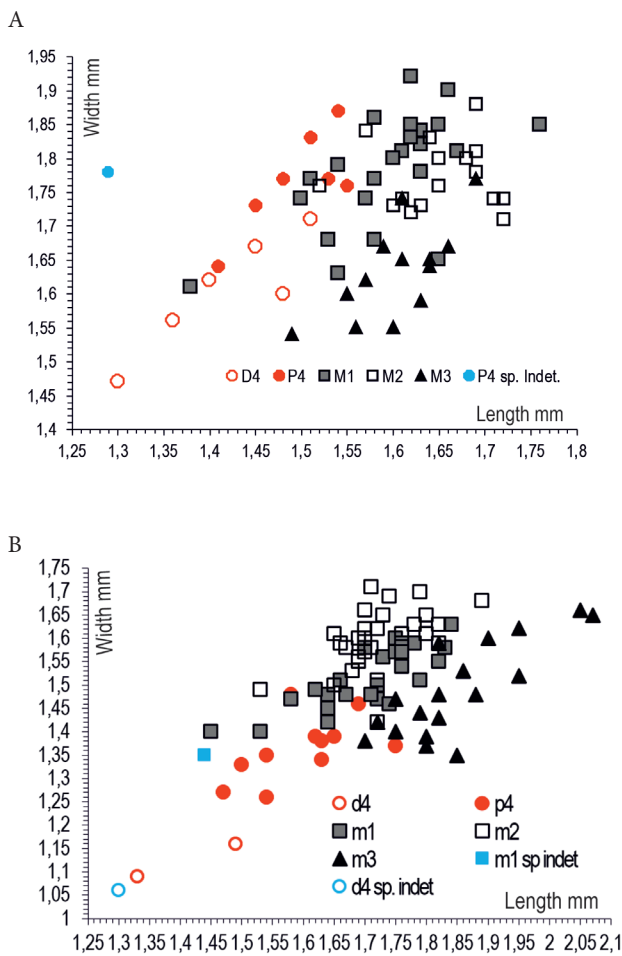 A
1,95
1,9
1,85
1,8
1,75
1,7
1,65
1,6
1,55
1,5
1,45
1,4
Width mm
D4 P4 M1 M2 M3 P4 sp. Indet.
Length mm
1,25 1,3 1,35 1,4 1,45 1,5 1,55 1,6 1,65 1,7 1,75 1,8
B
1,75
1,7
1,65
1,6
1,55
1,5
1,45
1,4
1,35
1,3
1,25
1,2
1,15
1,1
1,05
1
Width mm
d4 p4
m1 m2
m3 m1 sp indet
d4 sp. indet
Length mm
1,25 1,3 1,35 1,4 1,45 1,5 1,55 1,6 1,65 1,7 1,75 1,8 1,85 1,9 1,95 2 2,05 2,1